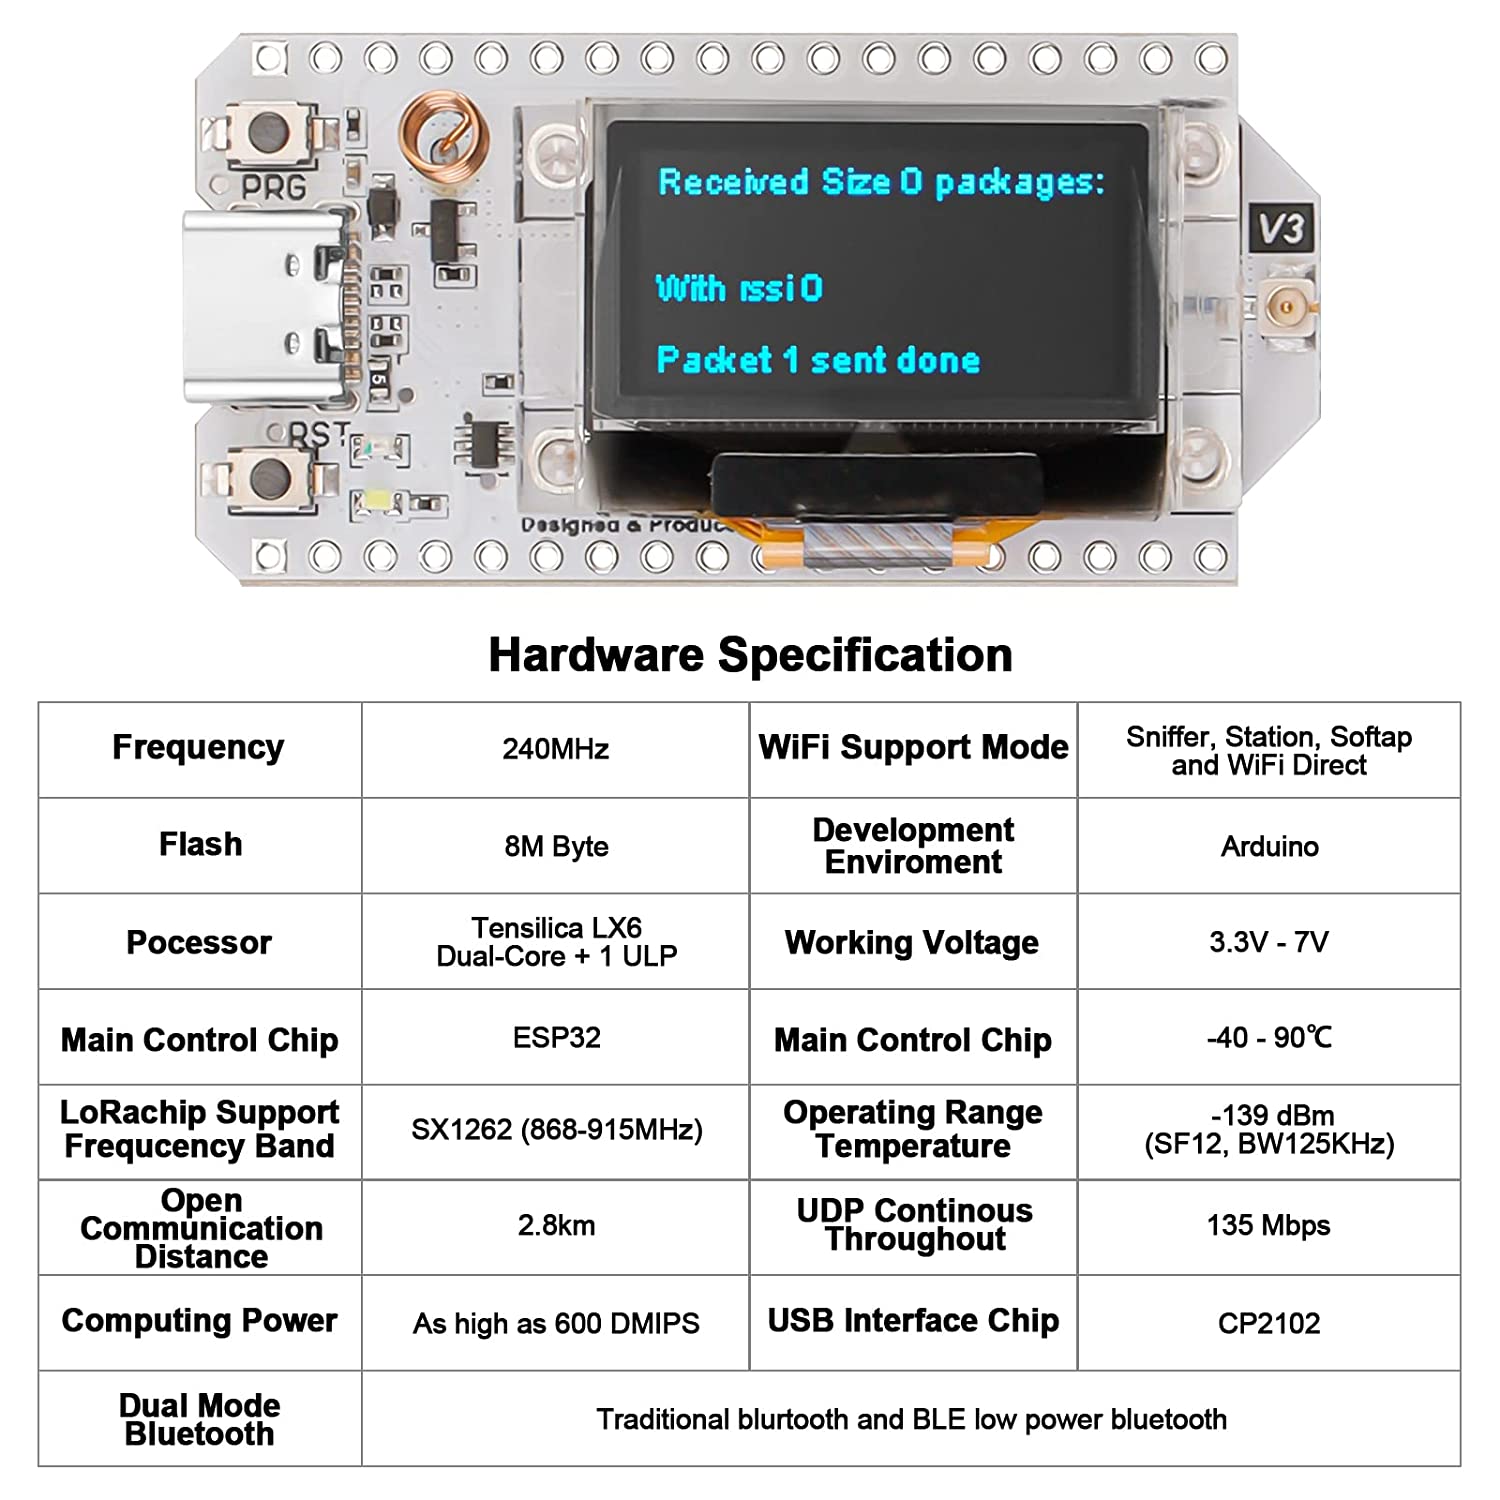 PRG
Received Size 0 packages:
V3
With rssi 0
Packet 1 sent done
RST
Designed & Produc
Hardware Specification
Frequency 240MHz WiFi Support Mode Sniffer, Station, Softap
and WiFi Direct
Flash 8M Byte Development
Enviroment Arduino
Pocessor Tensilica LX6
Dual-Core + 1 ULP Working Voltage 3.3V - 7V
Main Control Chip ESP32 Main Control Chip -40 - 90℃
LoRachip Support
Frequcency Band SX1262 (868-915MHz) Operating Range
Temperature -139 dBm
(SF12, BW125KHz)
Open
Communication
Distance 2.8km UDP Continous
Throughout 135 Mbps
Computing Power As high as 600 DMIPS USB Interface Chip CP2102
Dual Mode
Bluetooth Traditional blurtooth and BLE low power bluetooth